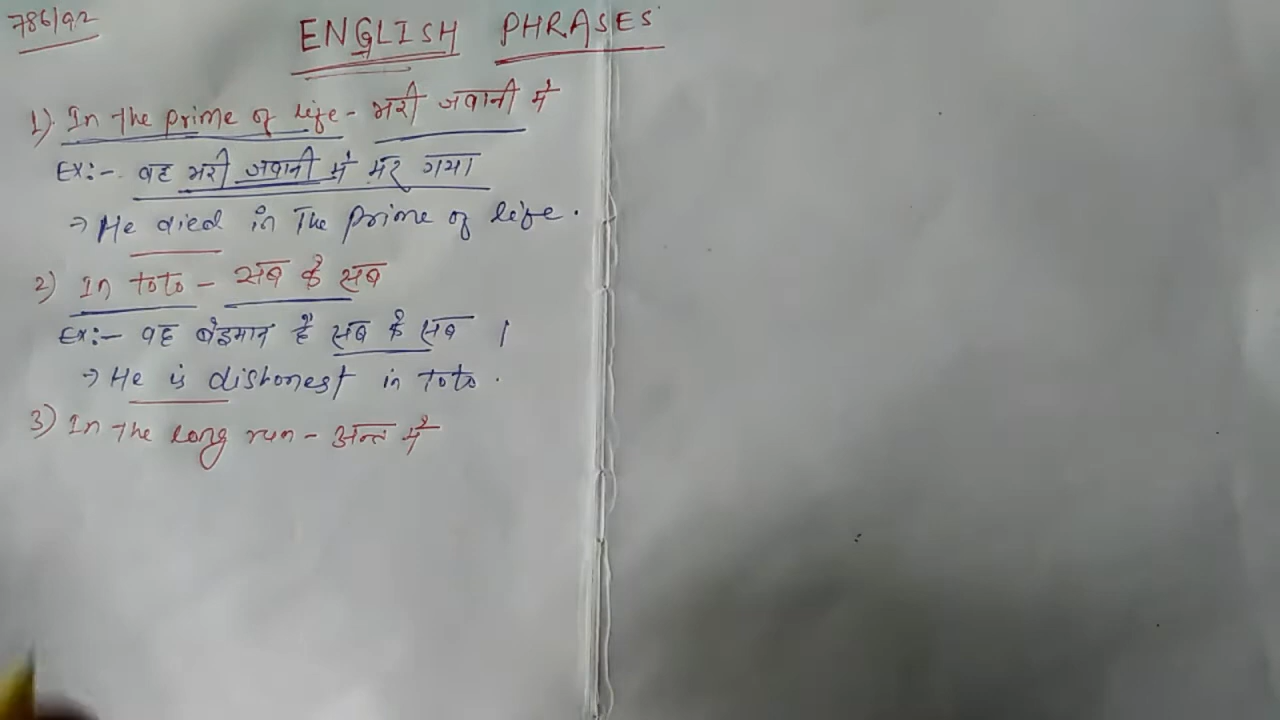 786/92
ENGLISH PHRASES
1). In the prime of life - भरी जवानी में
Ex:- वह भरी जवानी में मर गया
→ He died in The prime of life.
2) In toto - सब के सब
Ex:- वह बेइमान है सब के सब ।
→ He is dishonest in toto.
3) In the long run - अन्त में